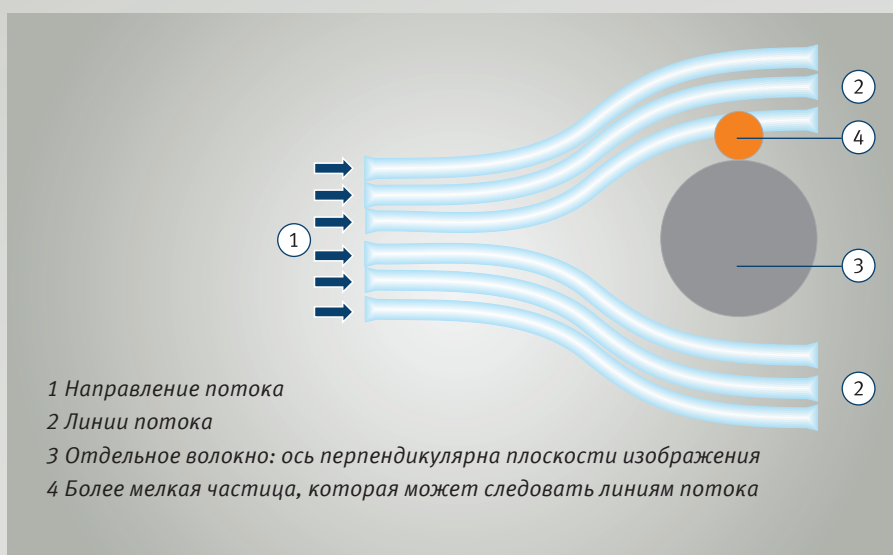 2
4
1
3
2
1 Направление потока
2 Линии потока
3 Отдельное волокно: ось перпендикулярна плоскости изображения
4 Более мелкая частица, которая может следовать линиям потока